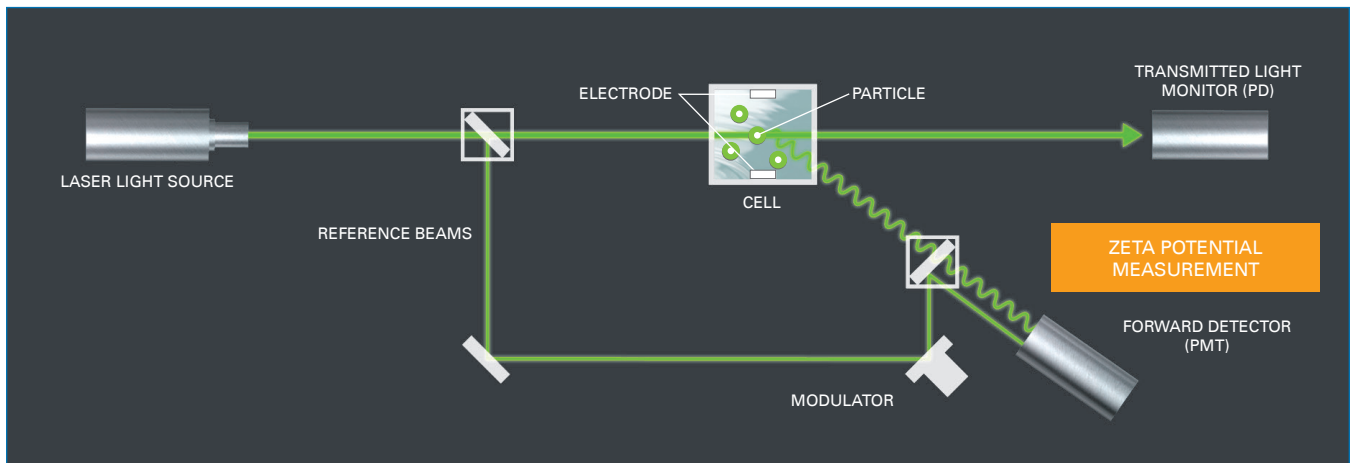 TRANSMITTED LIGHT
MONITOR (PD)
ELECTRODE
PARTICLE
LASER LIGHT SOURCE
CELL
REFERENCE BEAMS
ZETA POTENTIAL
MEASUREMENT
FORWARD DETECTOR
(PMT)
MODULATOR